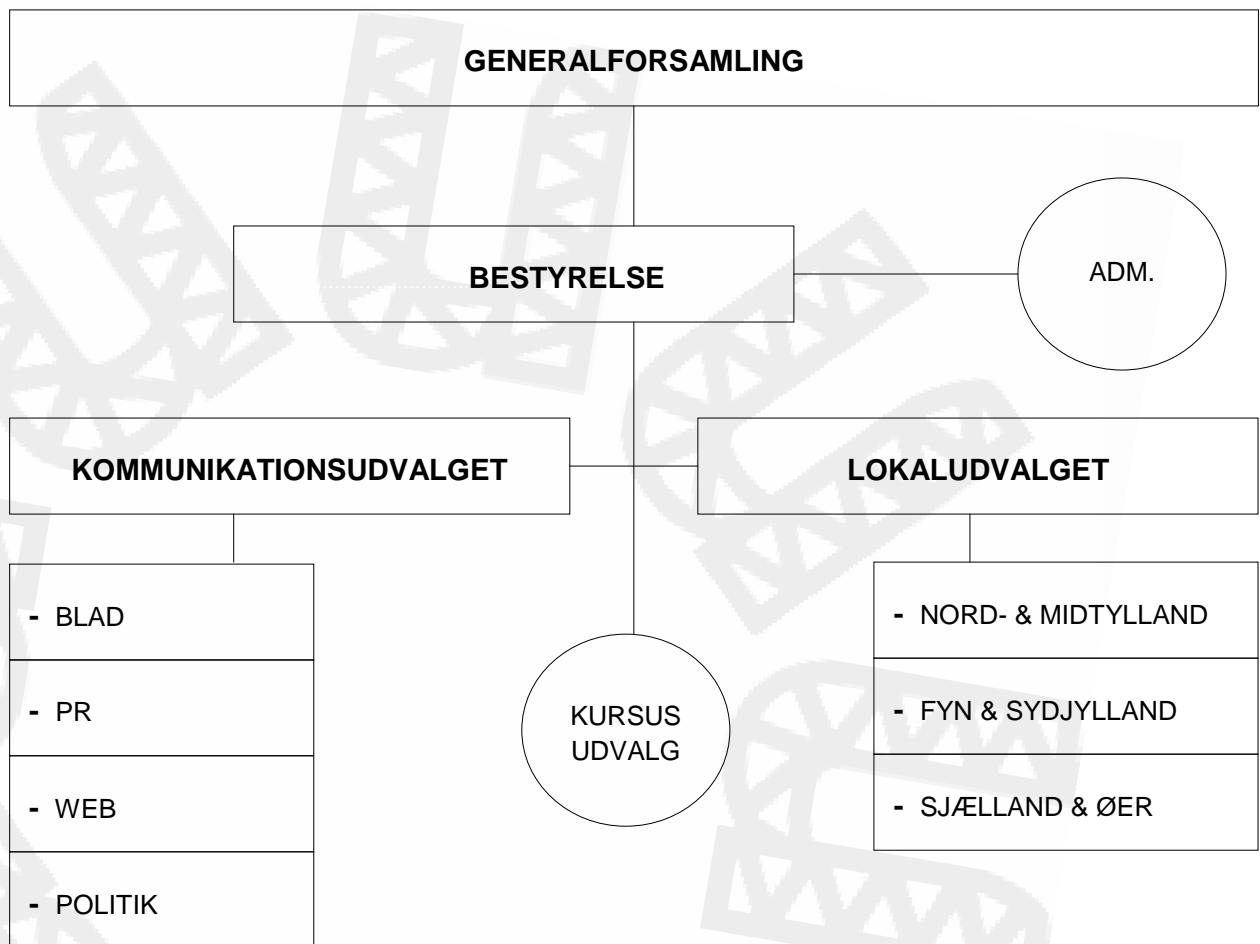 GENERALFORSAMLING
BESTYRELSE
ADM.
KOMMUNIKATIONSUDVALGET
LOKALUDVALGET
- BLAD
- PR
- WEB
- POLITIK
KURSUS
UDVALG
- NORD- & MIDTYLLAND
- FYN & SYDJYLLAND
- SJÆLLAND & ØER